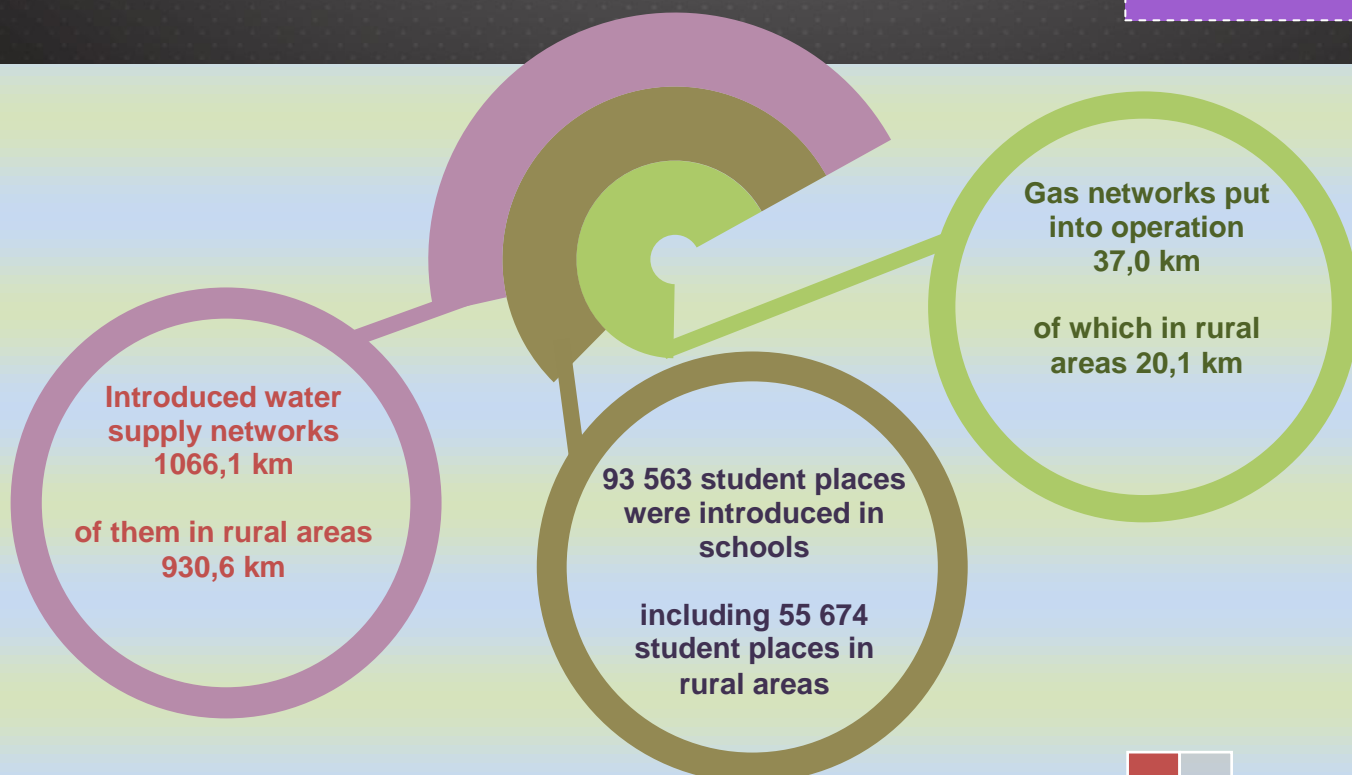 Introduced water
supply networks
1066,1 km
of them in rural areas
930,6 km
93 563 student places
were introduced in
schools
including 55 674
student places in
rural areas
Gas networks put
into operation
37,0 km
of which in rural
areas 20,1 km